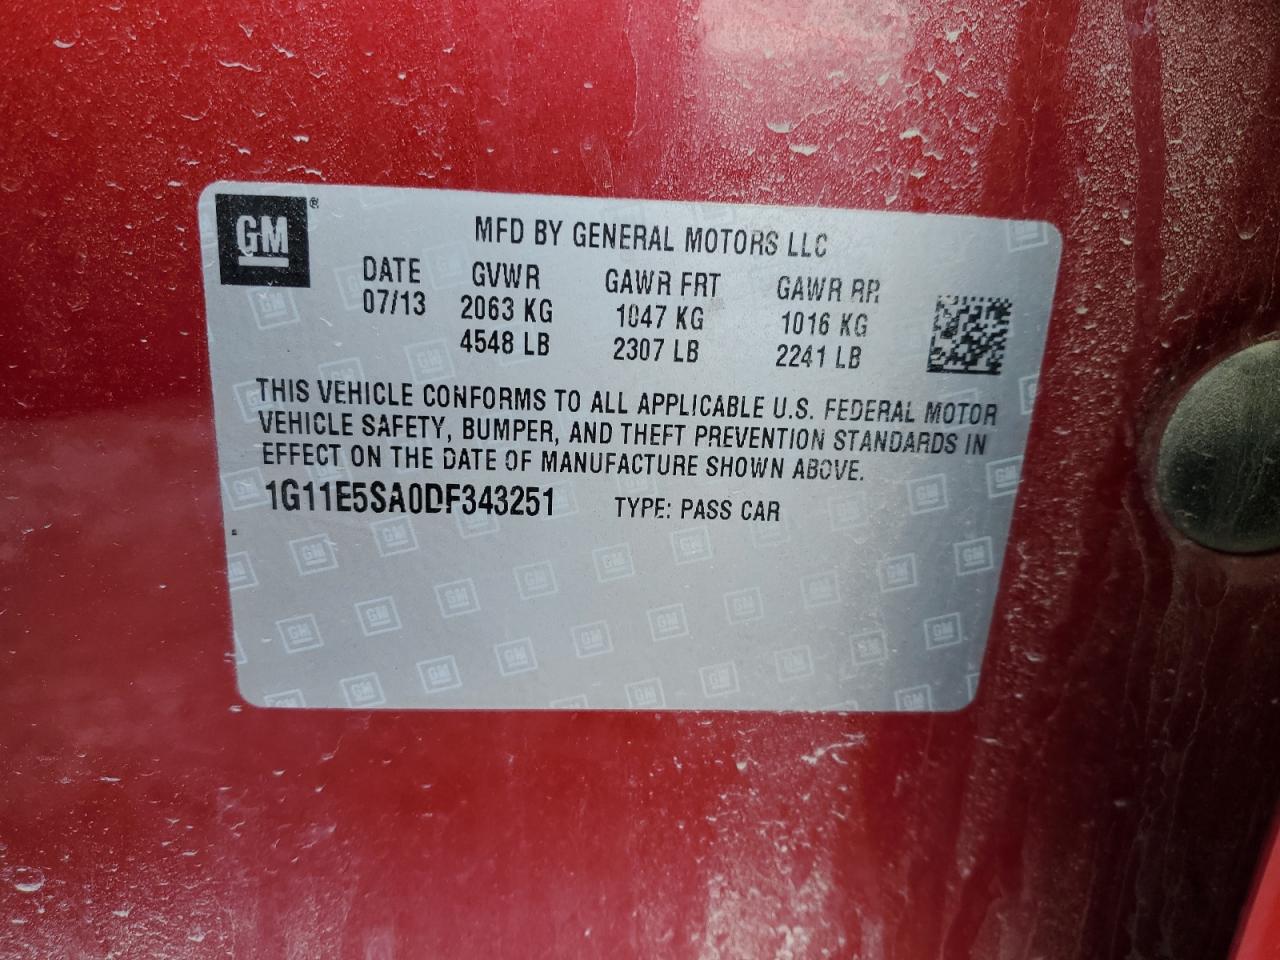 GM®
MFD BY GENERAL MOTORS LLC
DATE GVWR GAWR FRT GAWR RR
07/13 2063 KG 1047 KG 1016 KG
4548 LB 2307 LB 2241 LB
THIS VEHICLE CONFORMS TO ALL APPLICABLE U.S. FEDERAL MOTOR
VEHICLE SAFETY, BUMPER, AND THEFT PREVENTION STANDARDS IN
EFFECT ON THE DATE OF MANUFACTURE SHOWN ABOVE.
1G11E5SA0DF343251 TYPE: PASS CAR